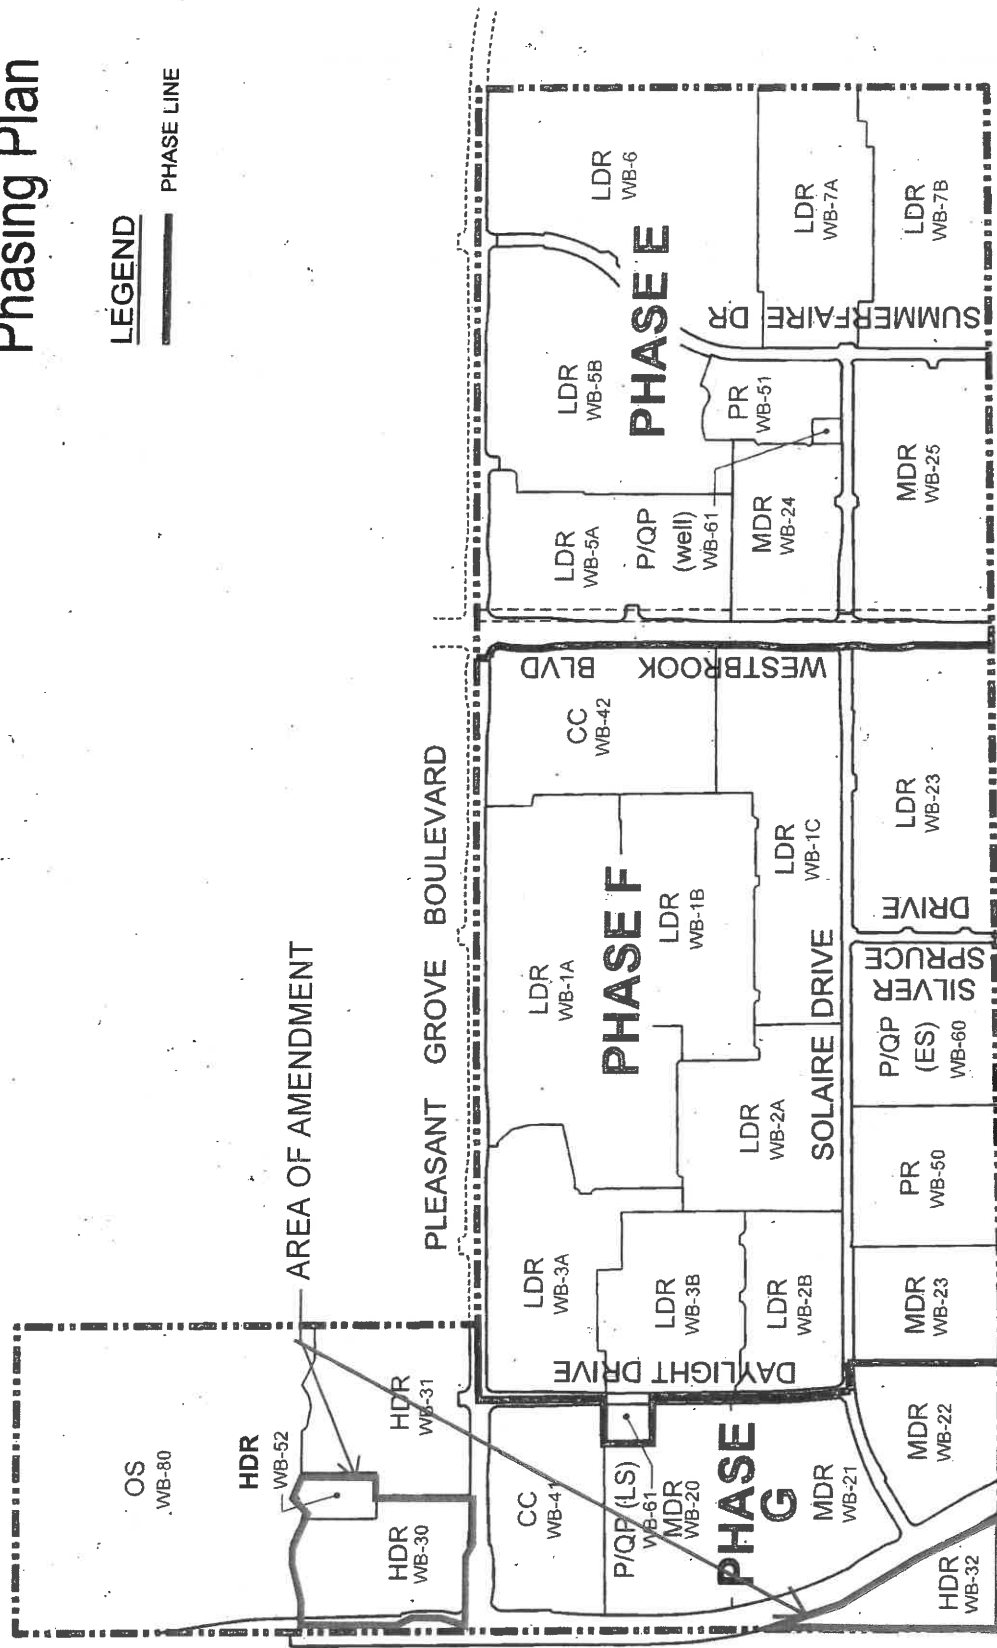 Phasing Plan
LEGEND
PHASE LINE
AREA OF AMENDMENT
PLEASANT GROVE BOULEVARD
OS
WB-80
HDR
WB-52
HDR
WB-31
HDR
WB-30
CC
WB-41
P/QP (LS)
WB-61
MDR
WB-20
PHASE
G
MDR
WB-21
MDR
WB-22
HDR
WB-32
DAYLIGHT DRIVE
LDR
WB-3A
LDR
WB-3B
LDR
WB-2B
MDR
WB-23
LDR
WB-1A
PHASE F
LDR
WB-1B
LDR
WB-2A
LDR
WB-1C
SOLAIRE DRIVE
PR
WB-50
P/QP
(ES)
WB-60
SILVER
SPRUCE
DRIVE
LDR
WB-23
CC
WB-42
WESTBROOK BLVD
LDR
WB-5A
P/QP
(well)
WB-61
MDR
WB-24
MDR
WB-25
LDR
WB-5B
PHASE E
PR
WB-51
SUMMERFAIRE DR
LDR
WB-6
LDR
WB-7A
LDR
WB-7B